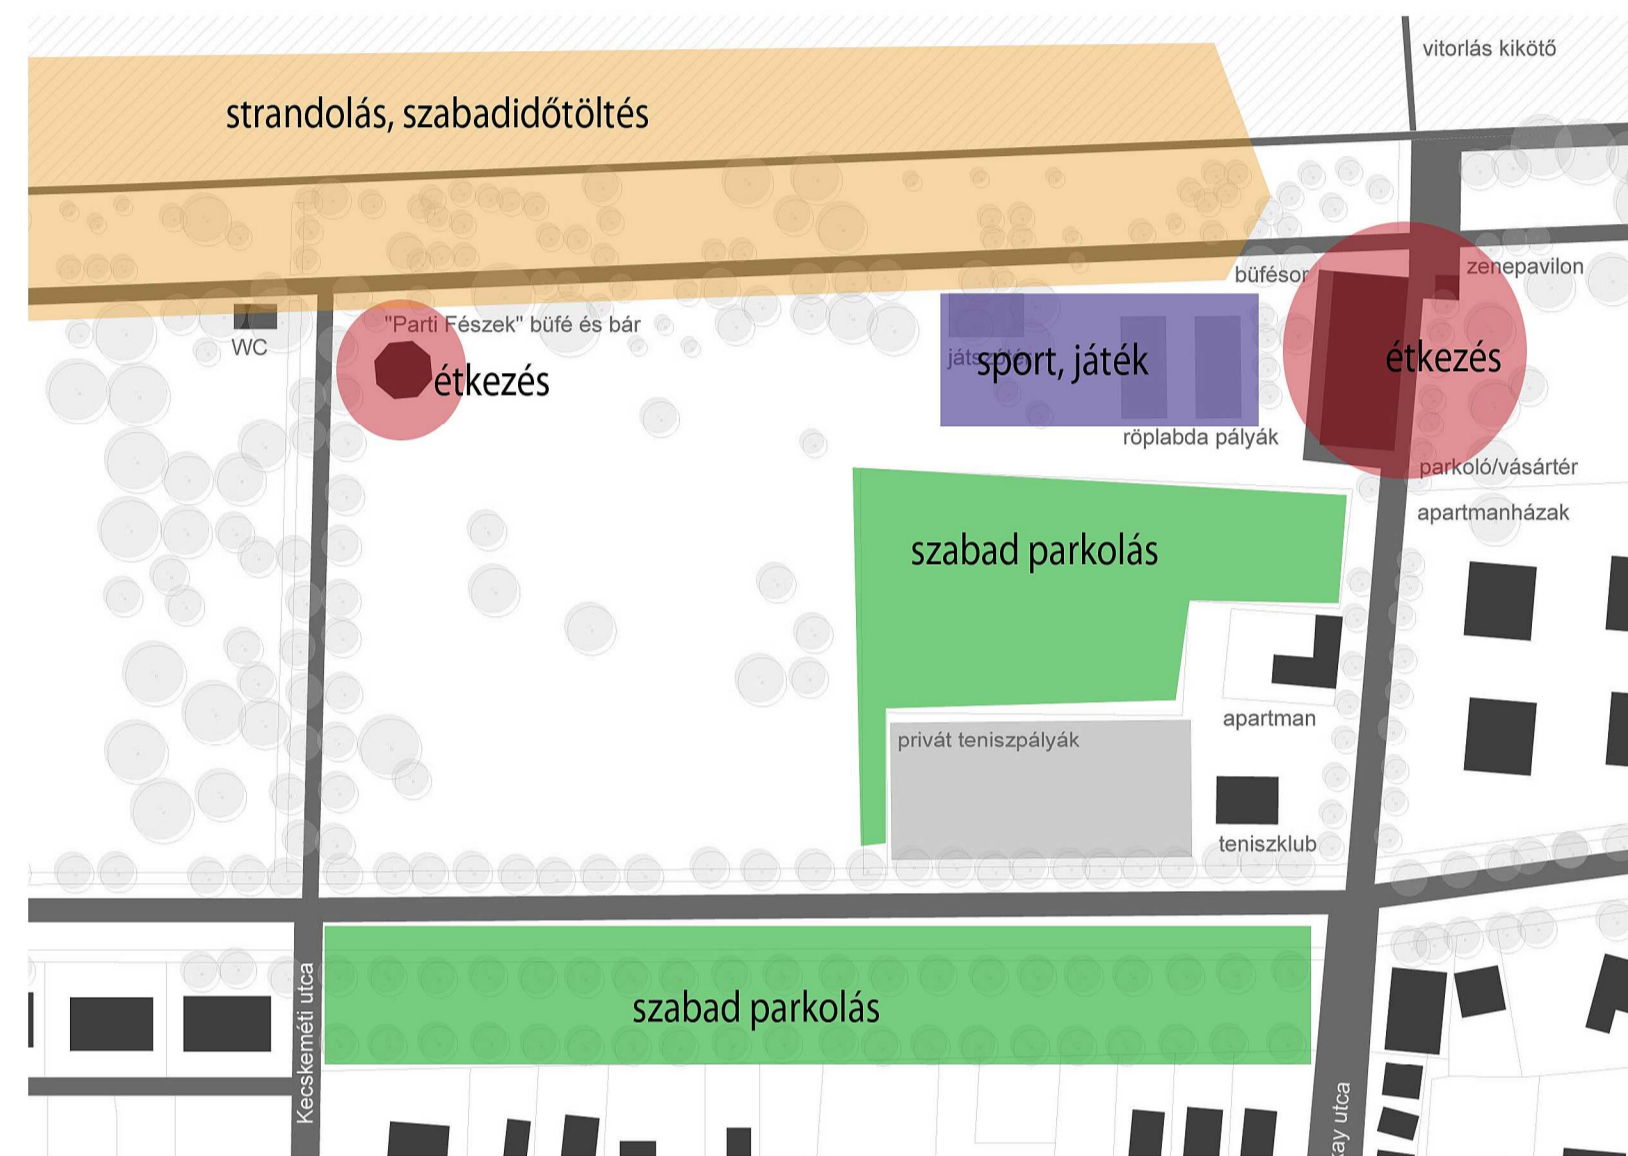 vitorlás kikötő
strandolás, szabadidőtöltés
büfésor
zenepavilon
"Parti Fészek" büfé és bár
WC
étkezés
sport, játék
étkezés
röplabda pályák
parkoló/vásártér
apartmanházak
szabad parkolás
apartman
privát teniszpályák
teniszklub
szabad parkolás
Kecskeméti utca
utca